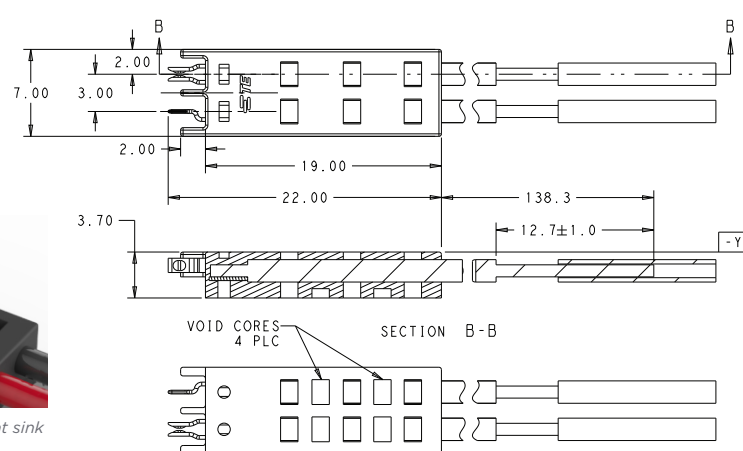 B B
2.00
7.00 3.00
TE
2.00
19.00
22.00 138.3
3.70 12.7±1.0
-Y
VOID CORES
4 PLC
SECTION B-B
t sink